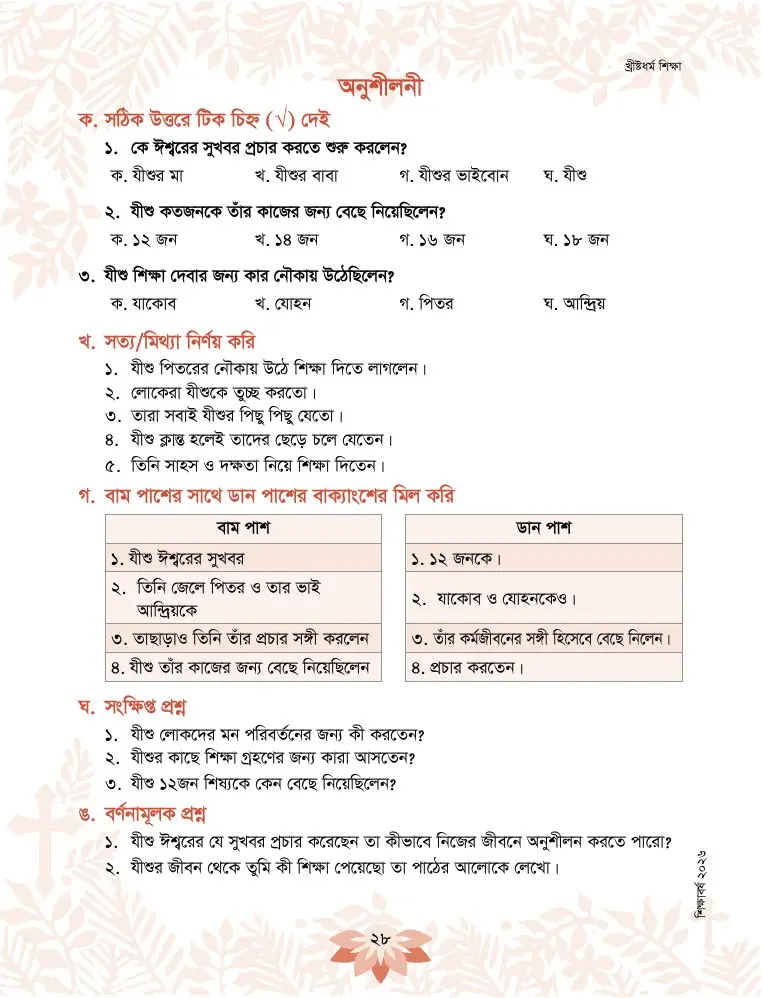 খ্রীষ্টধর্ম শিক্ষা
অনুশীলনী
ক. সঠিক উত্তরে টিক চিহ্ন (√) দেই
১. কে ঈশ্বরের সুখবর প্রচার করতে শুরু করলেন?
ক. যীশুর মা খ. যীশুর বাবা গ. যীশুর ভাইবোন ঘ. যীশু
২. যীশু কতজনকে তাঁর কাজের জন্য বেছে নিয়েছিলেন?
ক. ১২ জন খ. ১৪ জন গ. ১৬ জন ঘ. ১৮ জন
৩. যীশু শিক্ষা দেবার জন্য কার নৌকায় উঠেছিলেন?
ক. যাকোব খ. যোহন গ. পিতর ঘ. আন্দ্রিয়
খ. সত্য/মিথ্যা নির্ণয় করি
১. যীশু পিতরের নৌকায় উঠে শিক্ষা দিতে লাগলেন।
২. লোকেরা যীশুকে তুচ্ছ করতো।
৩. তারা সবাই যীশুর পিছু পিছু যেতো।
৪. যীশু ক্লান্ত হলেই তাদের ছেড়ে চলে যেতেন।
৫. তিনি সাহস ও দক্ষতা নিয়ে শিক্ষা দিতেন।
গ. বাম পাশের সাথে ডান পাশের বাক্যাংশের মিল করি
বাম পাশ ডান পাশ
১. যীশু ঈশ্বরের সুখবর ১. ১২ জনকে।
২. তিনি জেলে পিতর ও তার ভাই
আন্দ্রিয়কে ২. যাকোব ও যোহনকেও।
৩. তাছাড়াও তিনি তাঁর প্রচার সঙ্গী করলেন ৩. তাঁর কর্মজীবনের সঙ্গী হিসেবে বেছে নিলেন।
৪. যীশু তাঁর কাজের জন্য বেছে নিয়েছিলেন ৪. প্রচার করতেন।
ঘ. সংক্ষিপ্ত প্রশ্ন
১. যীশু লোকদের মন পরিবর্তনের জন্য কী করতেন?
২. যীশুর কাছে শিক্ষা গ্রহণের জন্য কারা আসতেন?
৩. যীশু ১২জন শিষ্যকে কেন বেছে নিয়েছিলেন?
ঙ. বর্ণনামূলক প্রশ্ন
১. যীশু ঈশ্বরের যে সুখবর প্রচার করেছেন তা কীভাবে নিজের জীবনে অনুশীলন করতে পারো?
২. যীশুর জীবন থেকে তুমি কী শিক্ষা পেয়েছো তা পাঠের আলোকে লেখো।
শিক্ষাবর্ষ ২০২৬
২৮